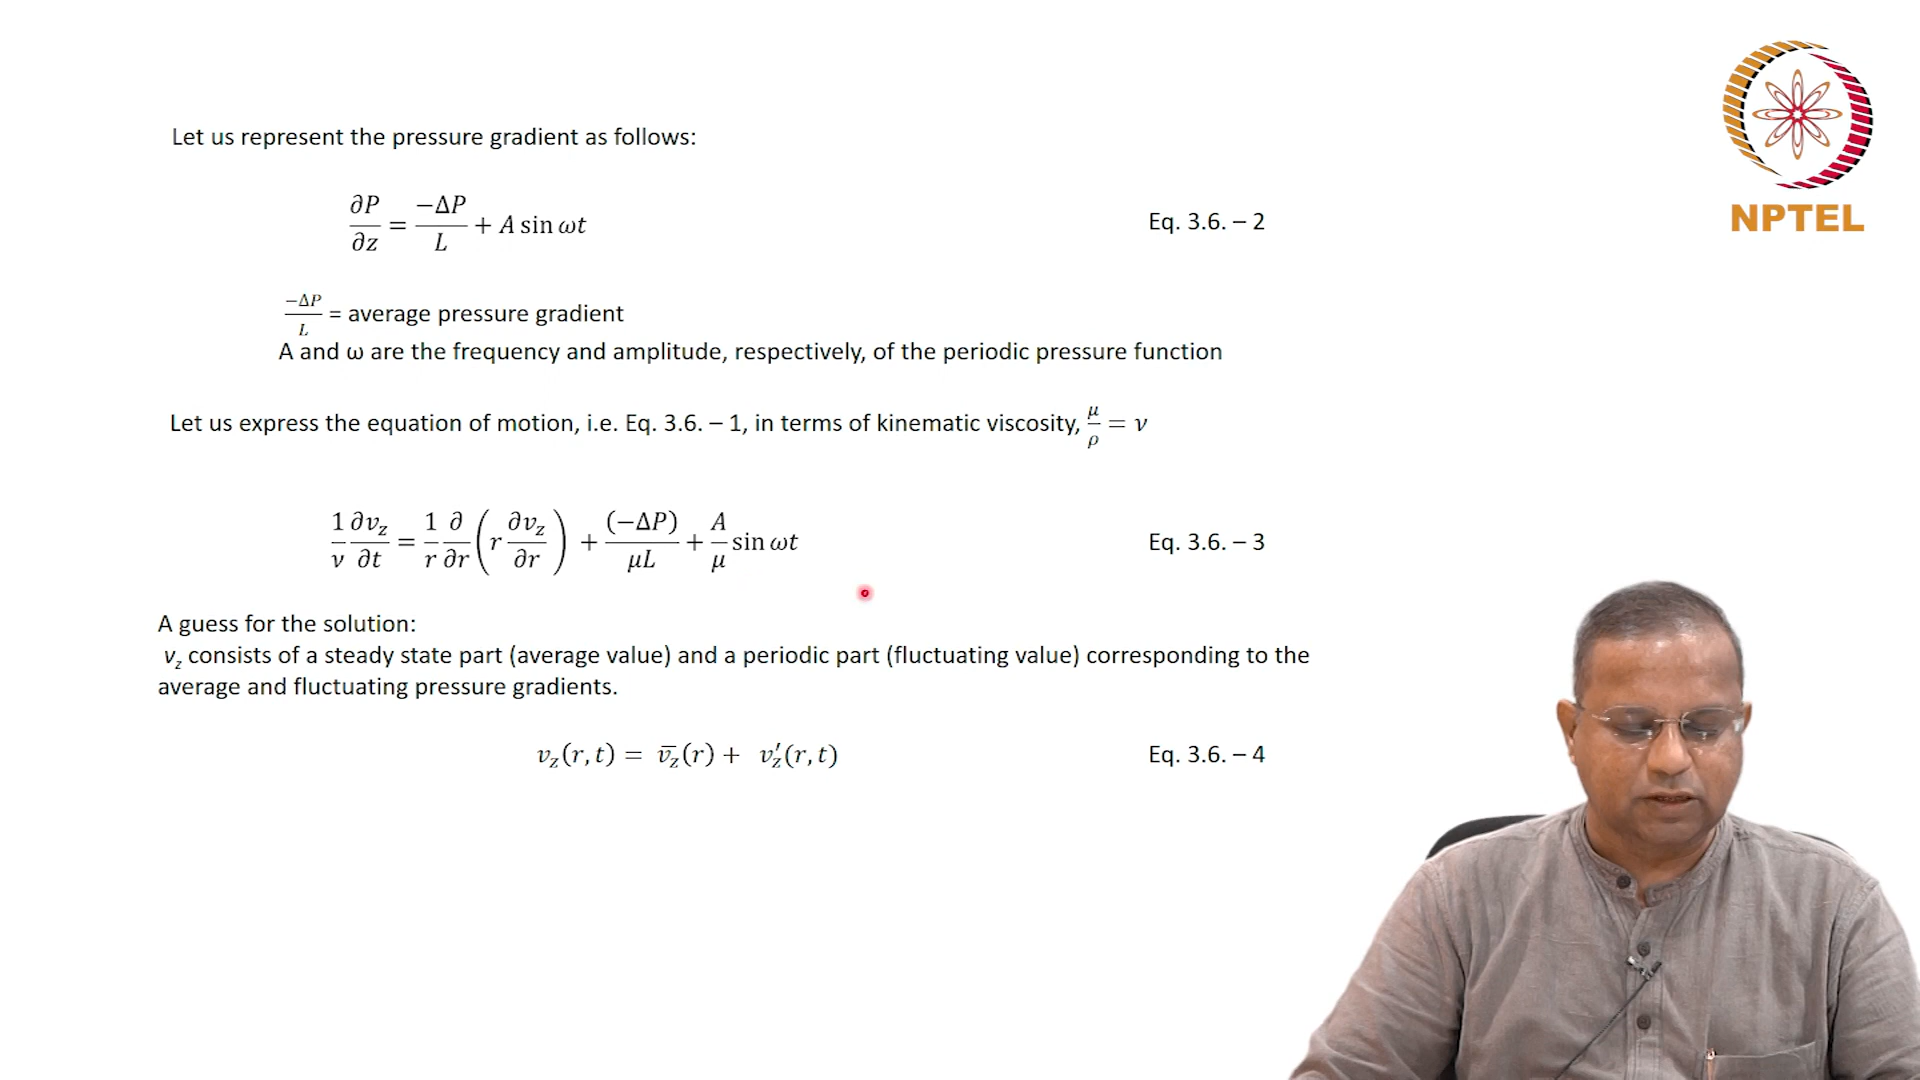 Let us represent the pressure gradient as follows:
∂P/∂z = −ΔP/L + A sin ωt    Eq. 3.6. – 2
−ΔP/L = average pressure gradient
A and ω are the frequency and amplitude, respectively, of the periodic pressure function
Let us express the equation of motion, i.e. Eq. 3.6. – 1, in terms of kinematic viscosity, μ/ρ = ν
1/ν ∂v_z/∂t = 1/r ∂/∂r (r ∂v_z/∂r) + (−ΔP)/μL + A/μ sin ωt    Eq. 3.6. – 3
A guess for the solution:
v_z consists of a steady state part (average value) and a periodic part (fluctuating value) corresponding to the
average and fluctuating pressure gradients.
v_z(r, t) = v̄_z(r) + v′_z(r, t)    Eq. 3.6. – 4
NPTEL